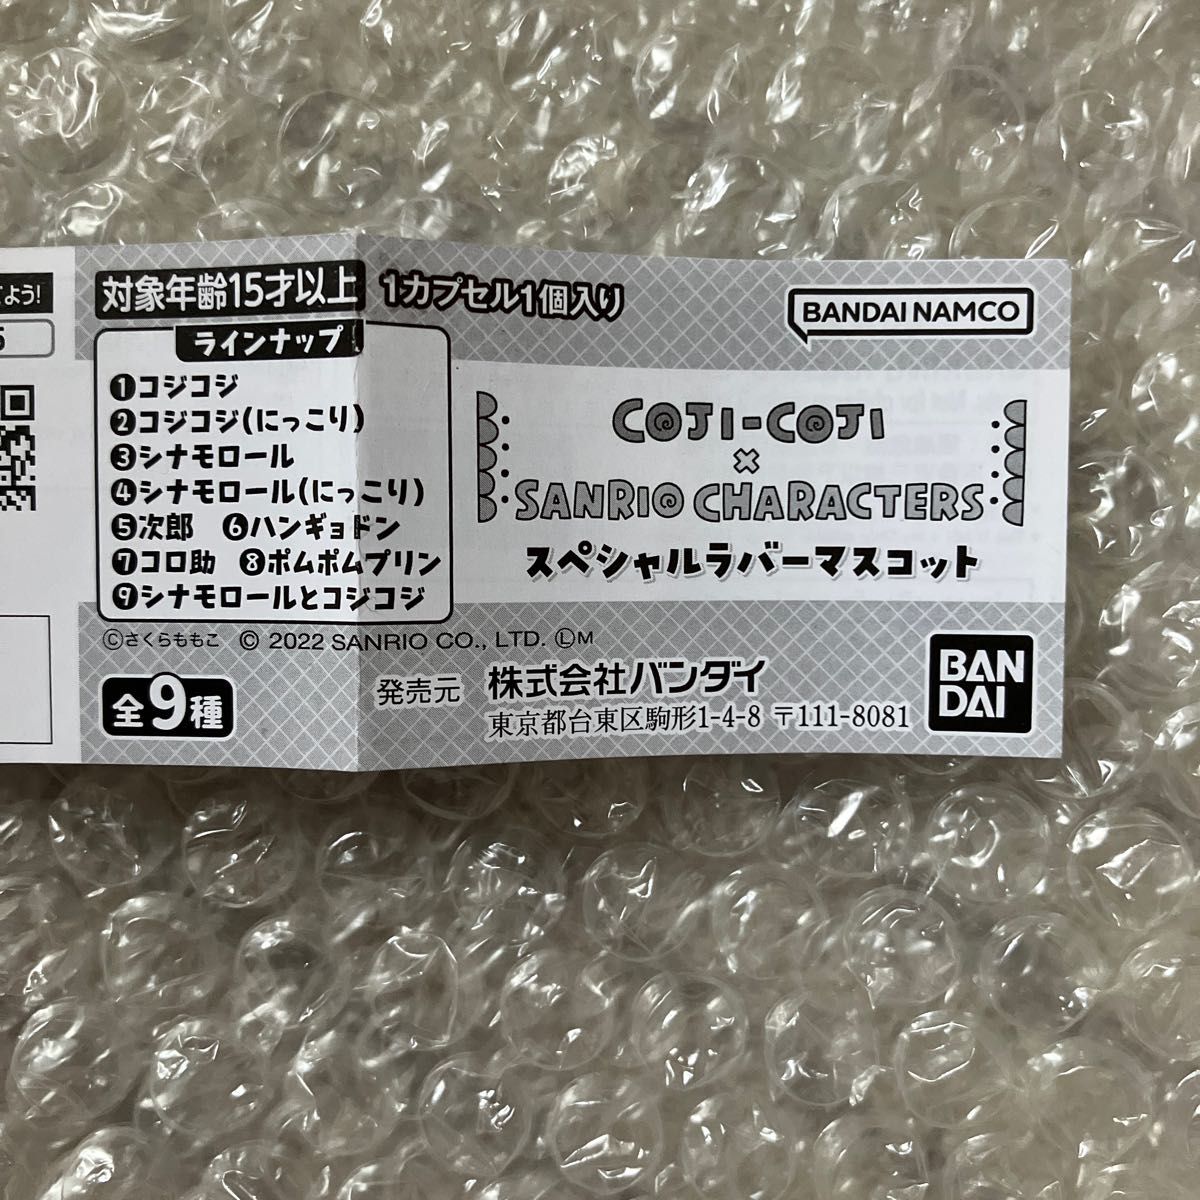 よう!
対象年齢15才以上
1カプセル1個入り
BANDAI NAMCO
ラインナップ
❶コジコジ
❷コジコジ(にっこり)
❸シナモロール
❹シナモロール(にっこり)
❺次郎 ❻ハンギョドン
❼コロ助 ❽ポムポムプリン
❾シナモロールとコジコジ
COJI-COJI
×
SANRIO CHARACTERS
スペシャルラバーマスコット
Ⓒさくらももこ © 2022 SANRIO CO., LTD. ⓁM
全9種
発売元 株式会社バンダイ
東京都台東区駒形1-4-8 〒111-8081
BAN
DAI